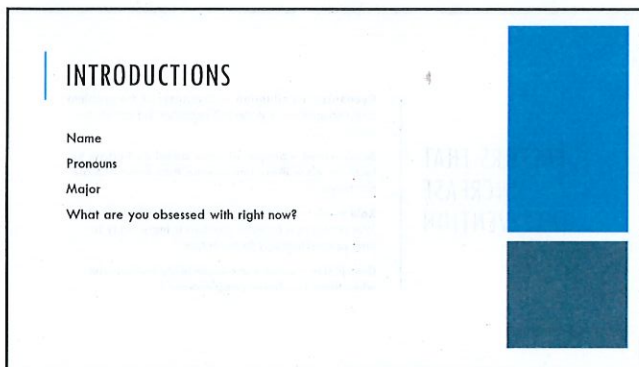 INTRODUCTIONS
Name
Pronouns
Major
What are you obsessed with right now?